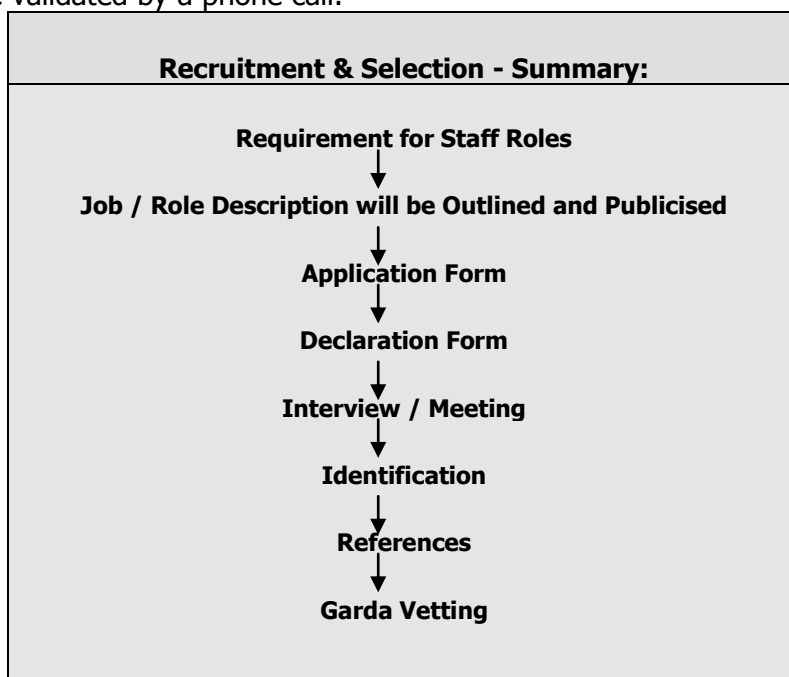 validated by a phone call.
Recruitment & Selection - Summary:
Requirement for Staff Roles
Job / Role Description will be Outlined and Publicised
Application Form
Declaration Form
Interview / Meeting
Identification
References
Garda Vetting